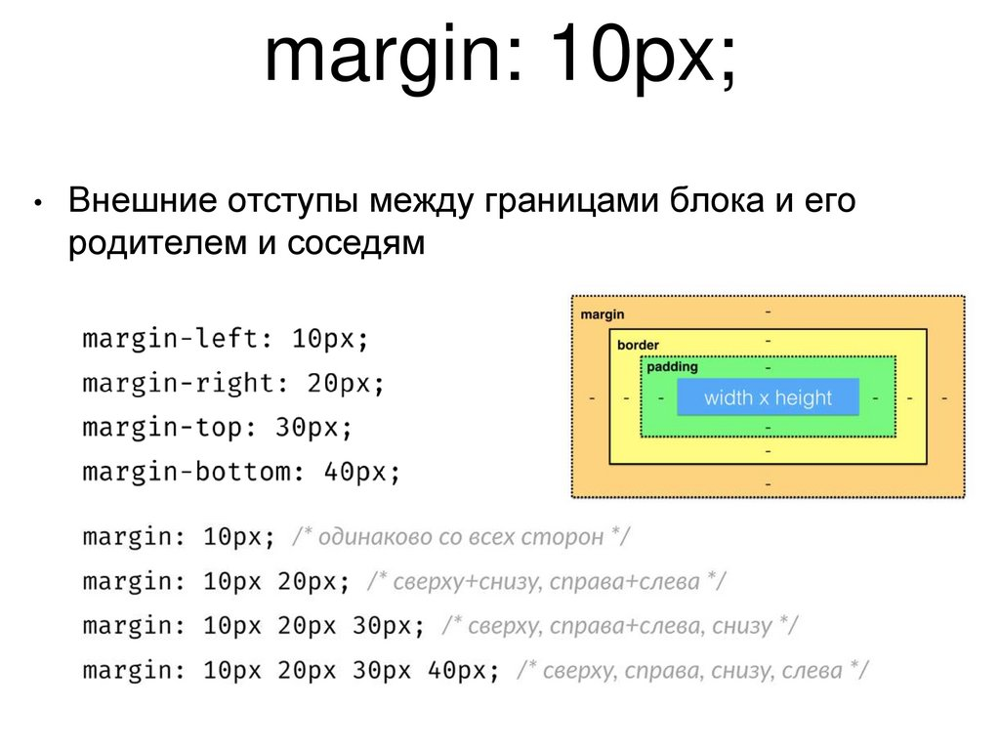 margin: 10px;
• Внешние отступы между границами блока и его
родителем и соседям
margin-left: 10px;
margin-right: 20px;
margin-top: 30px;
margin-bottom: 40px;
margin -
border -
padding -
- - - width x height - - -
-
-
-
margin: 10px; /* одинаково со всех сторон */
margin: 10px 20px; /* сверху+снизу, справа+слева */
margin: 10px 20px 30px; /* сверху, справа+слева, снизу */
margin: 10px 20px 30px 40px; /* сверху, справа, снизу, слева */